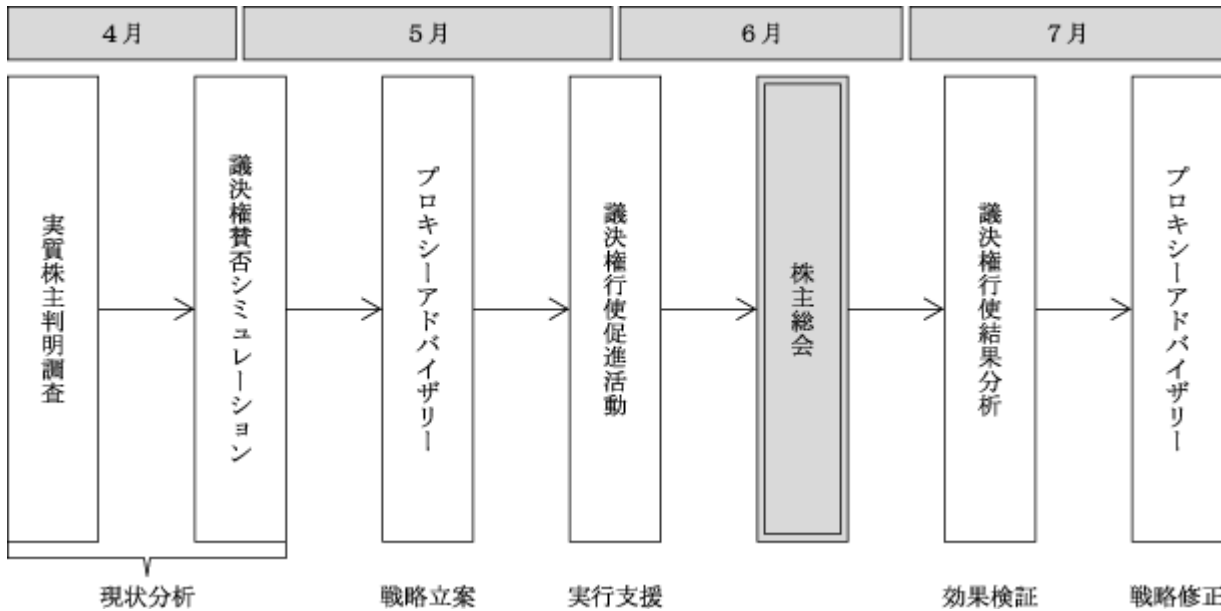 4月
5月
6月
7月
実質株主判明調査
議決権賛否シミュレーション
プロキシーアドバイザリー
議決権行使促進活動
株主総会
議決権行使結果分析
プロキシーアドバイザリー
現状分析
戦略立案
実行支援
効果検証
戦略修正